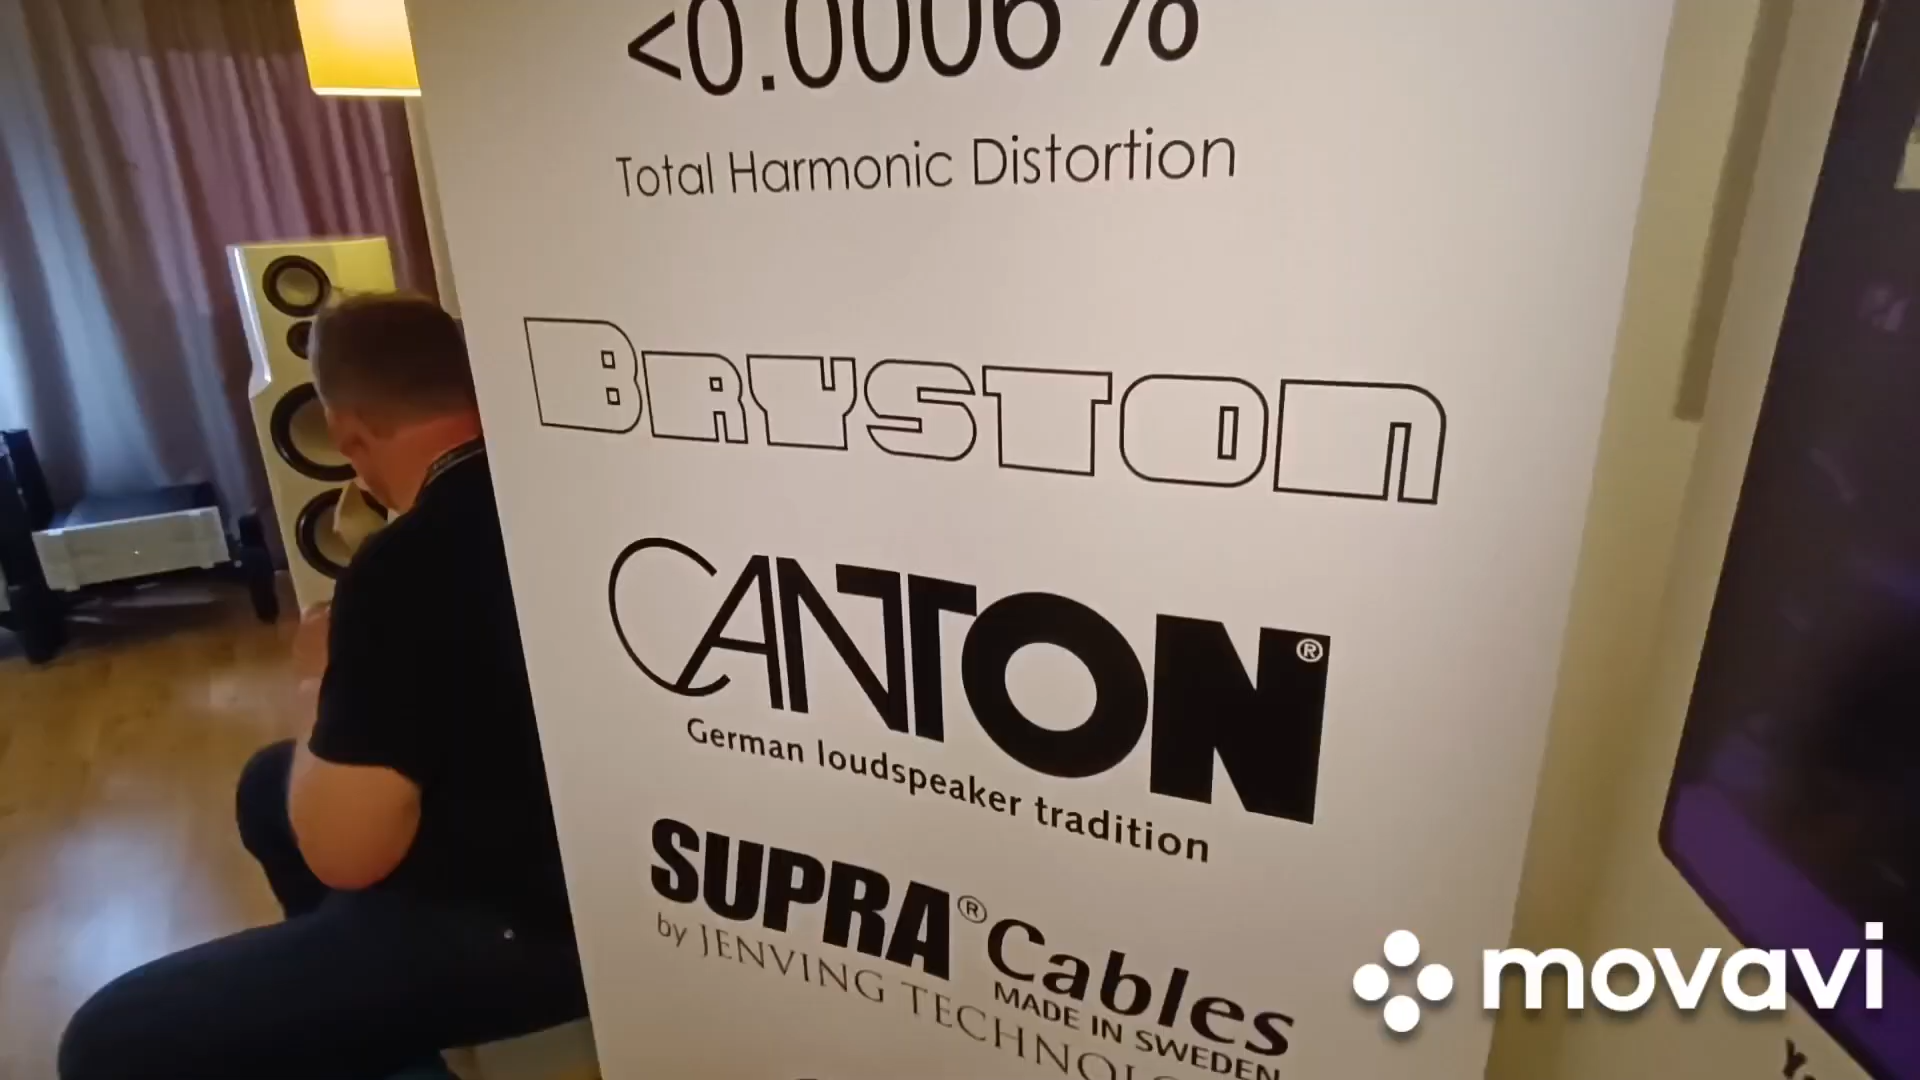 <0.0006%
Total Harmonic Distortion
BRYSTON
CANTON®
German loudspeaker tradition
SUPRA® Cables
MADE IN SWEDEN
by JENVING
movavi